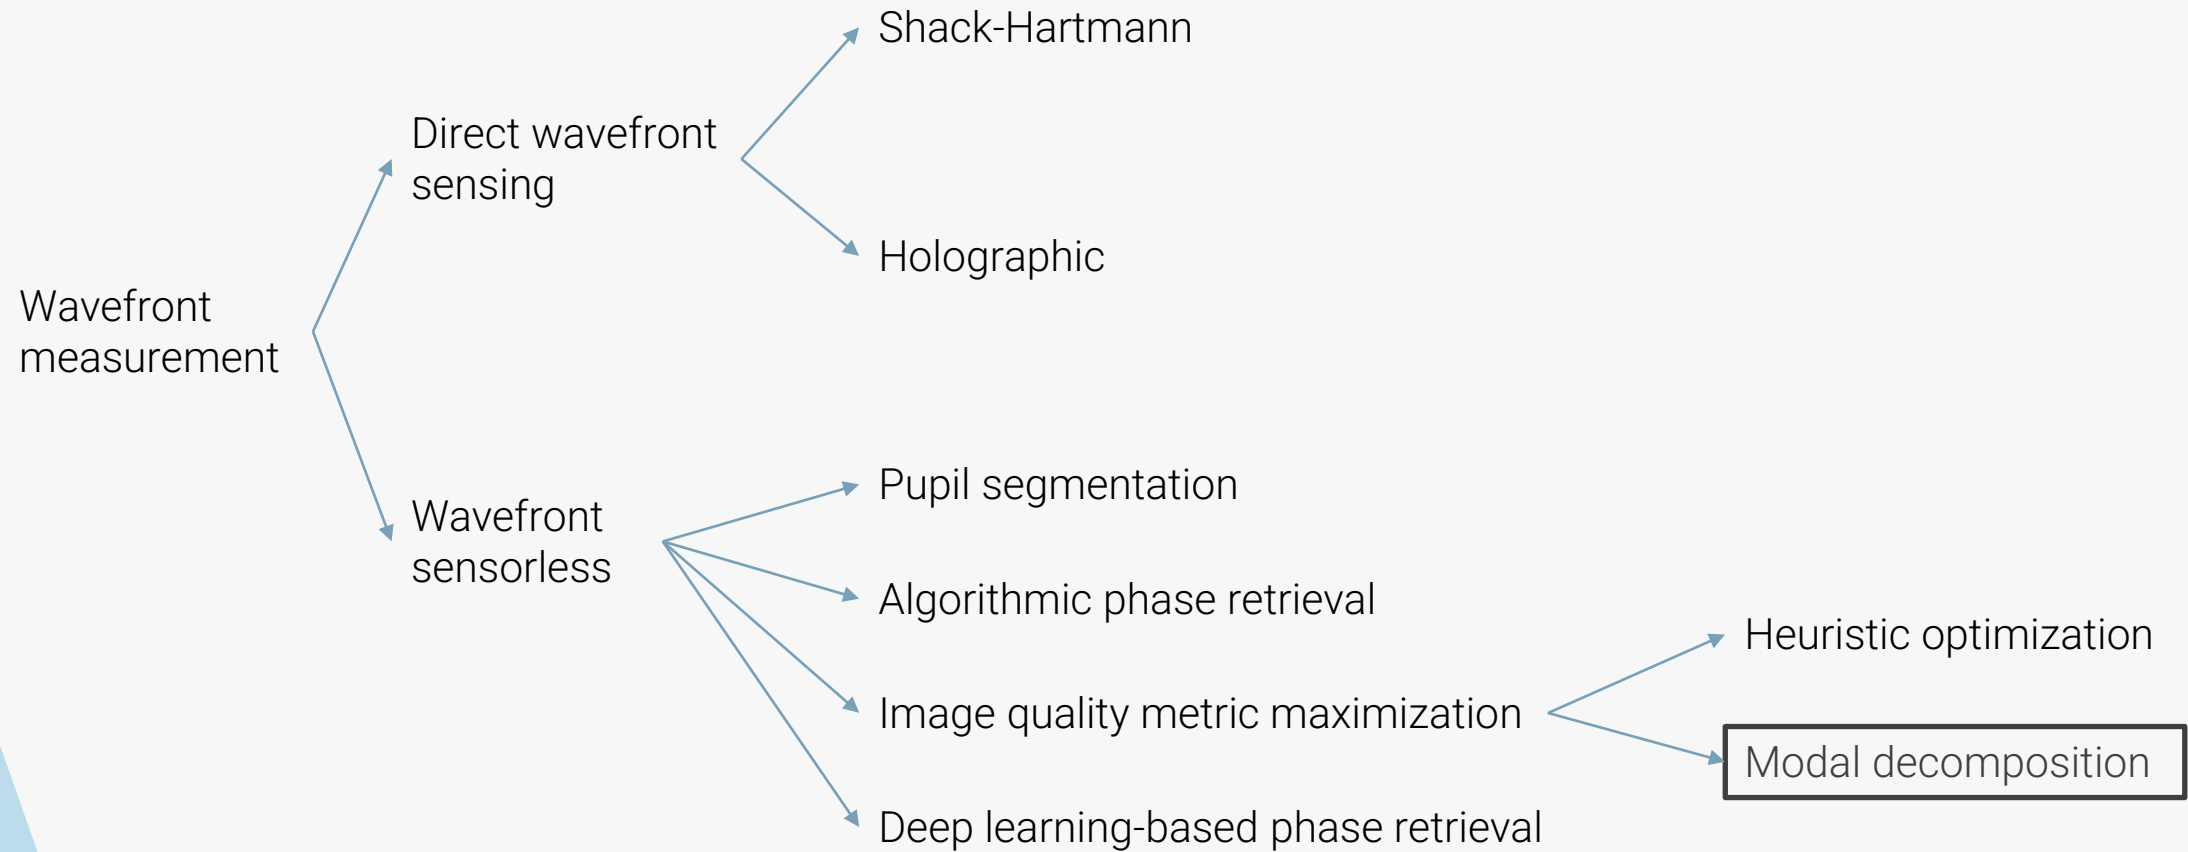 Shack-Hartmann
Direct wavefront
sensing
Holographic
Wavefront
measurement
Pupil segmentation
Wavefront
sensorless
Algorithmic phase retrieval
Heuristic optimization
Image quality metric maximization
Modal decomposition
Deep learning-based phase retrieval